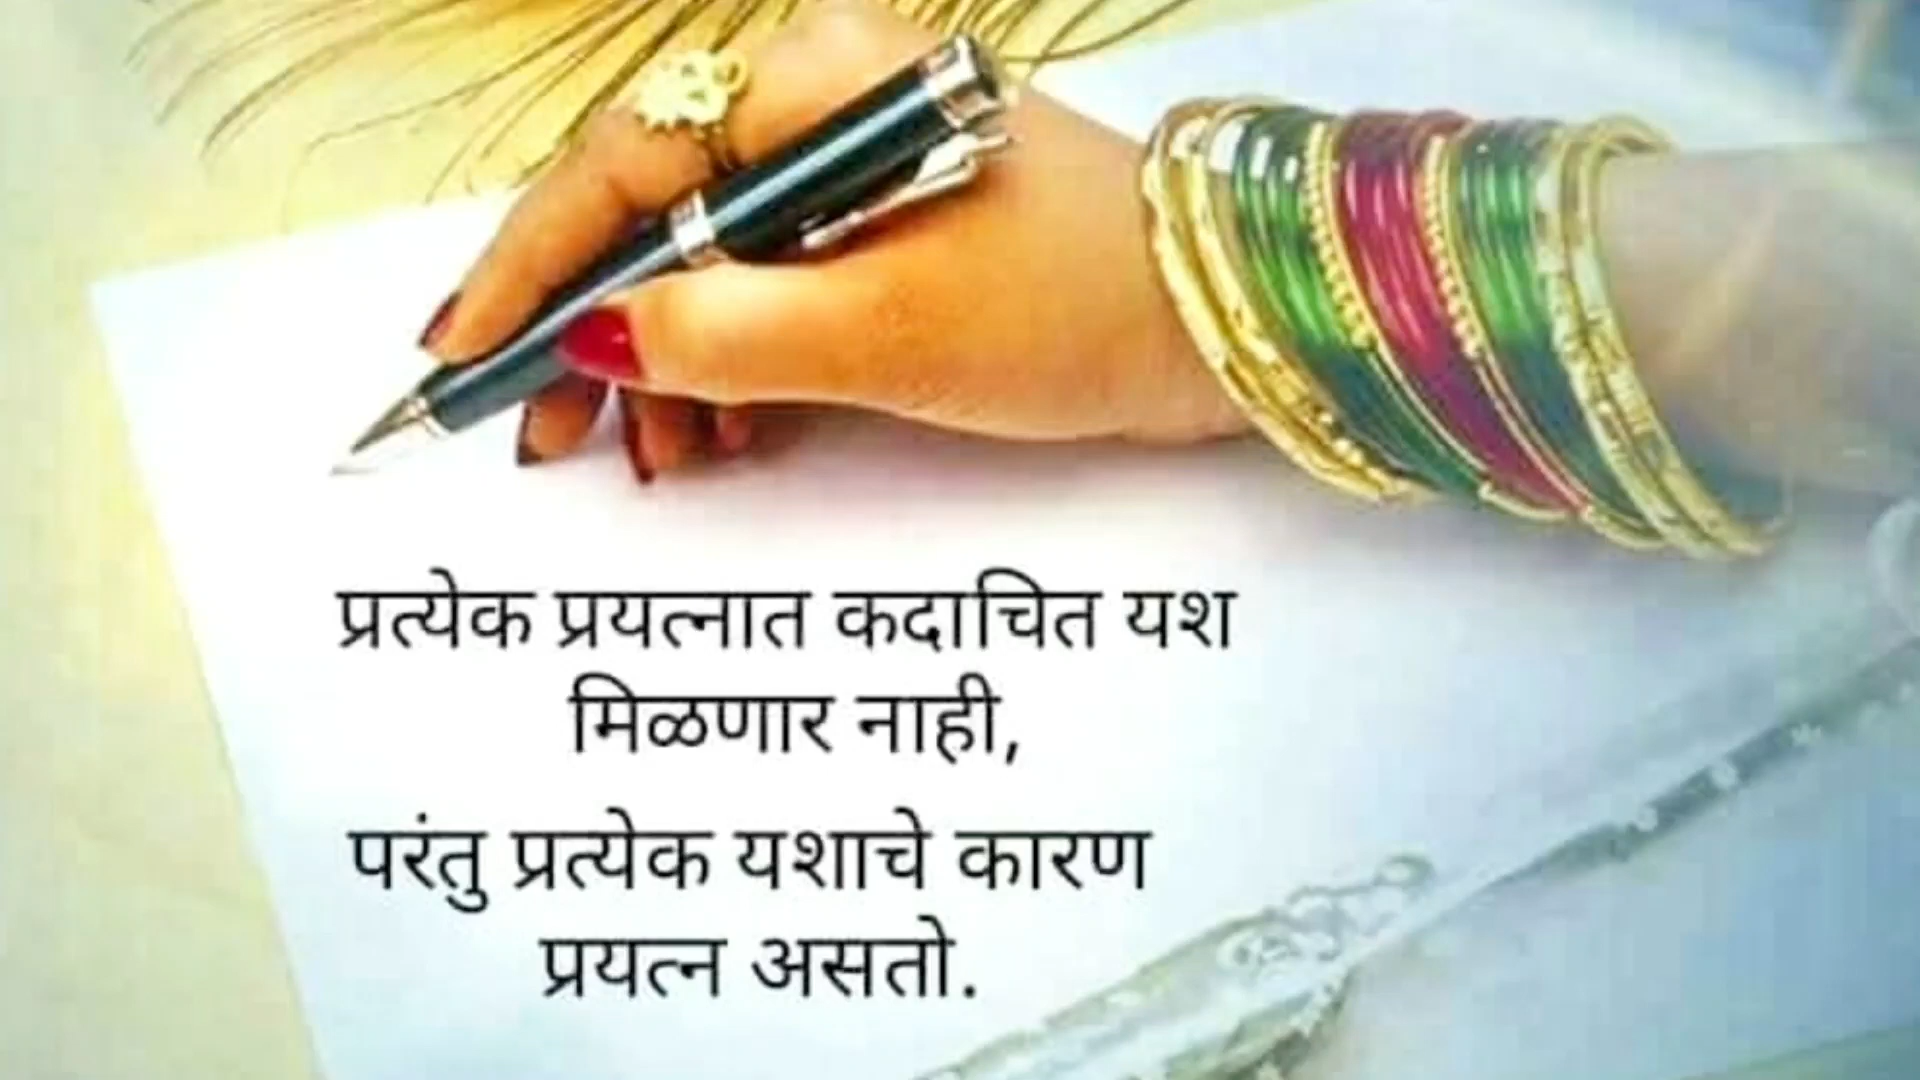 प्रत्येक प्रयत्नात कदाचित यश
मिळणार नाही,
परंतु प्रत्येक यशाचे कारण
प्रयत्न असतो.